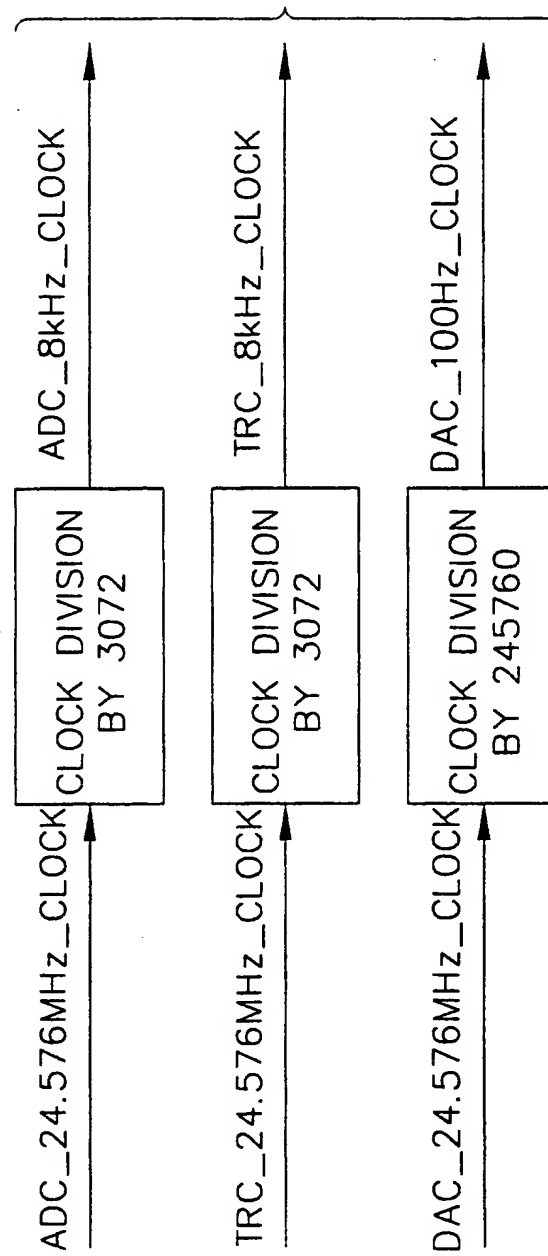 ADC_24.576MHz_CLOCK
CLOCK DIVISION
BY 3072
ADC_8kHz_CLOCK
TRC_24.576MHz_CLOCK
CLOCK DIVISION
BY 3072
TRC_8kHz_CLOCK
DAC_24.576MHz_CLOCK
CLOCK DIVISION
BY 245760
DAC_100Hz_CLOCK